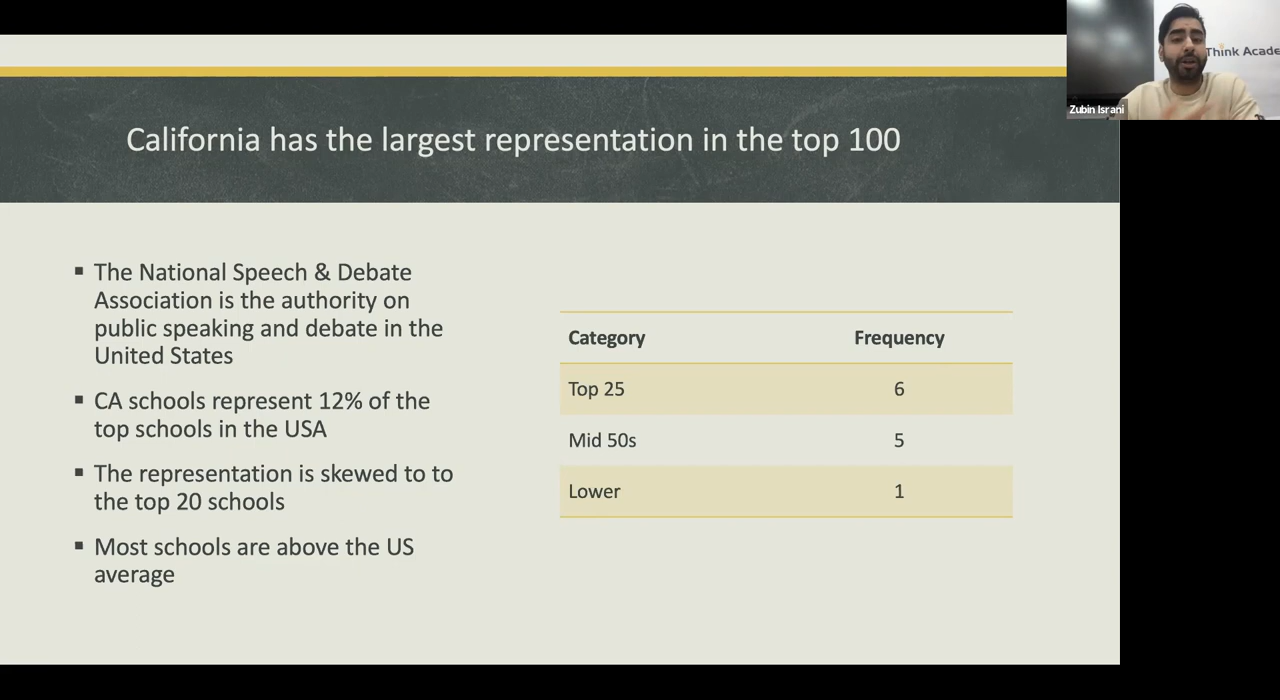 Think Acade
Zubin Israni
California has the largest representation in the top 100
▪ The National Speech & Debate
Association is the authority on
public speaking and debate in the
United States
▪ CA schools represent 12% of the
top schools in the USA
▪ The representation is skewed to to
the top 20 schools
▪ Most schools are above the US
average
Category Frequency
Top 25 6
Mid 50s 5
Lower 1